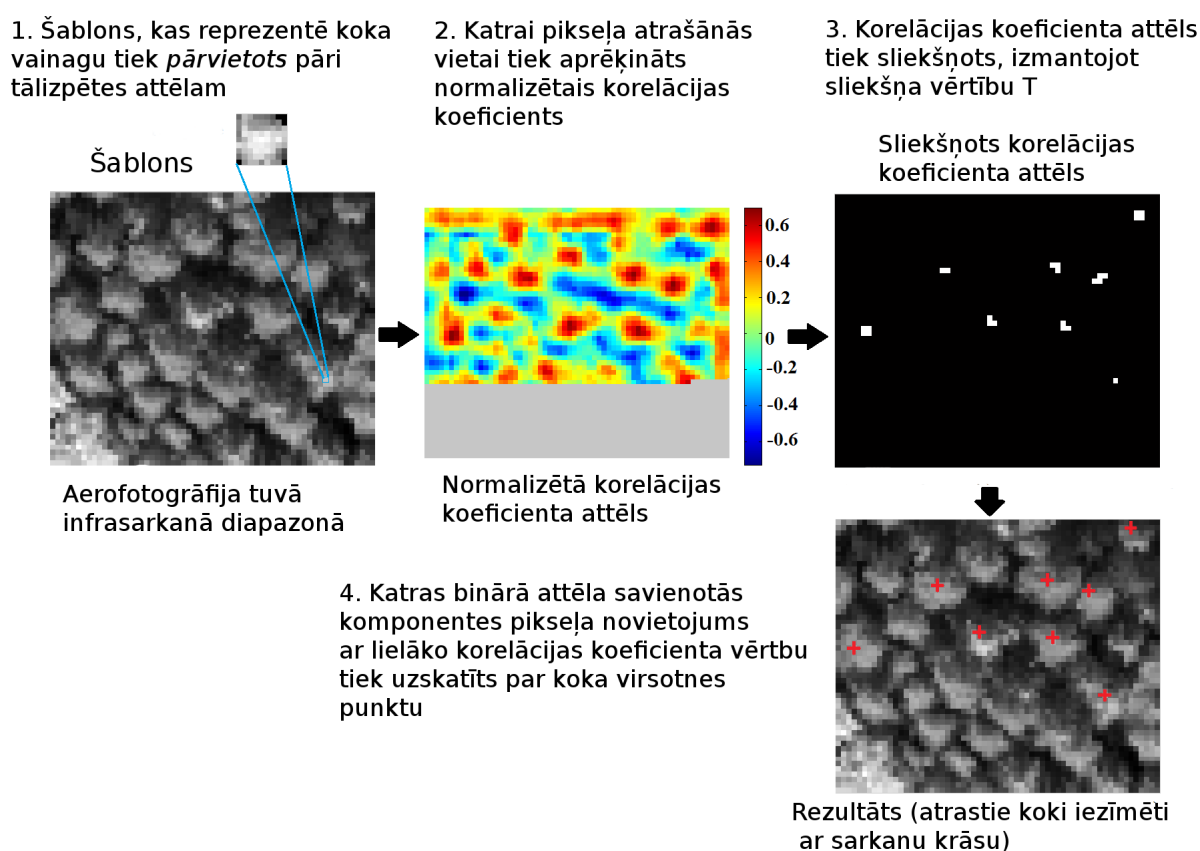 1. Šablons, kas reprezentē koka
vainagu tiek pārvietots pāri
tālizpētes attēlam
2. Katrai pikseļa atrašānās
vietai tiek aprēķināts
normalizētais korelācijas
koeficients
3. Korelācijas koeficienta attēls
tiek sliekšņots, izmantojot
sliekšņa vērtību T
Šablons
Sliekšņots korelācijas
koeficienta attēls
0.6
0.4
0.2
0
-0.2
-0.4
-0.6
Aerofotogrāfija tuvā
infrasarkanā diapazonā
Normalizētā korelācijas
koeficienta attēls
4. Katras binārā attēla savienotās
komponentes pikseļa novietojums
ar lielāko korelācijas koeficienta vērtbu
tiek uzskatīts par koka virsotnes
punktu
Rezultāts (atrastie koki iezīmēti
ar sarkanu krāsu)